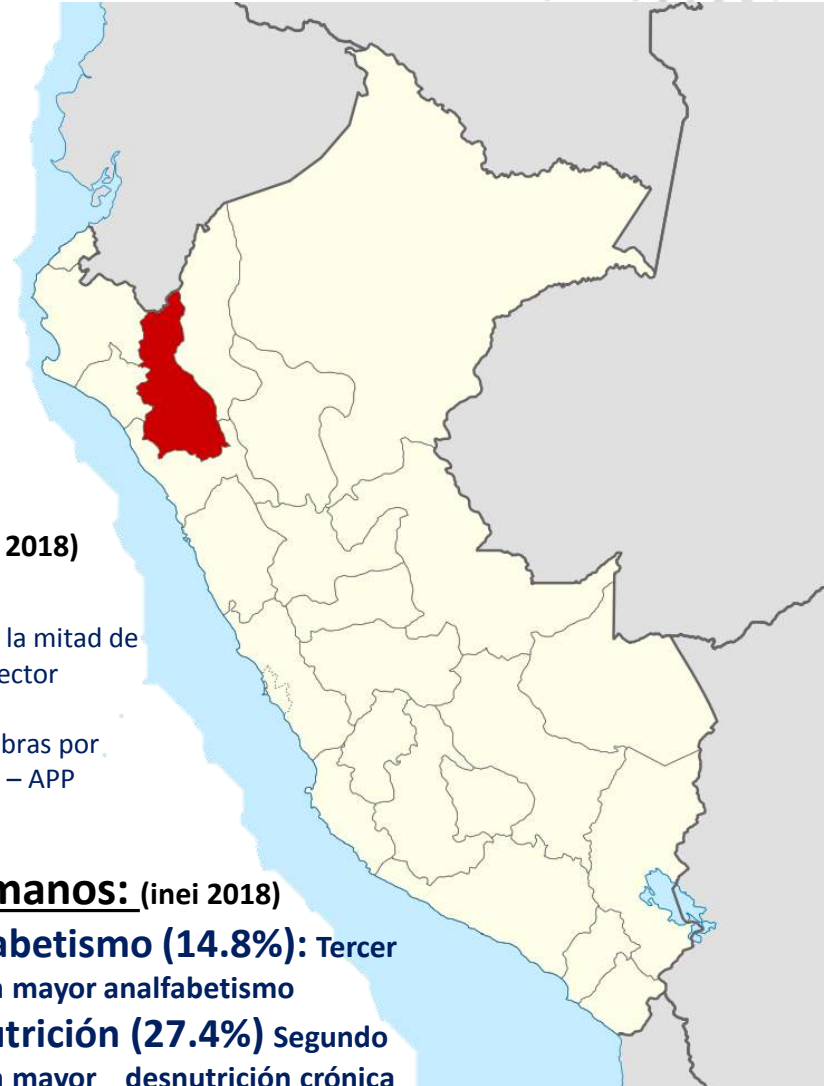 2018)
la mitad de
ector
bras por
– APP
manos: (inei 2018)
abetismo (14.8%): Tercer
mayor analfabetismo
utrición (27.4%) Segundo
mayor desnutrición crónica